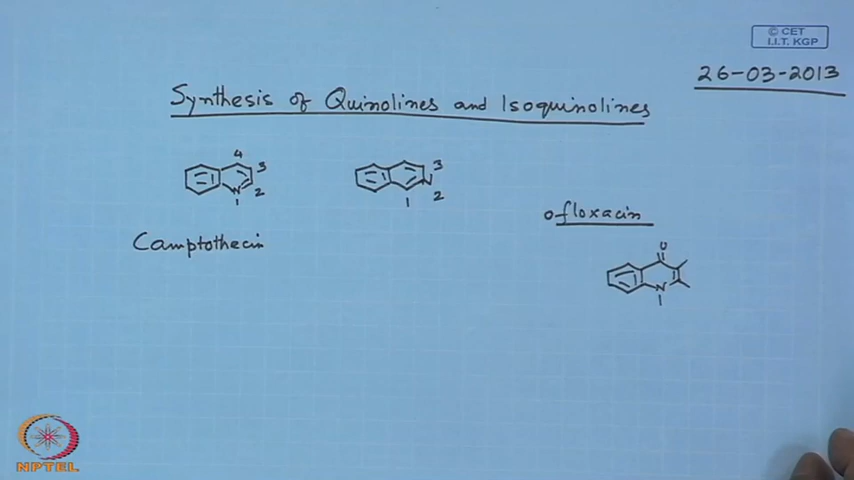 © CET
I.I.T. KGP
26-03-2013
Synthesis of Quinolines and Isoquinolines
4
3
N
2
1
3
N
2
1
Camptothecin
Ofloxacin
O
N
NPTEL